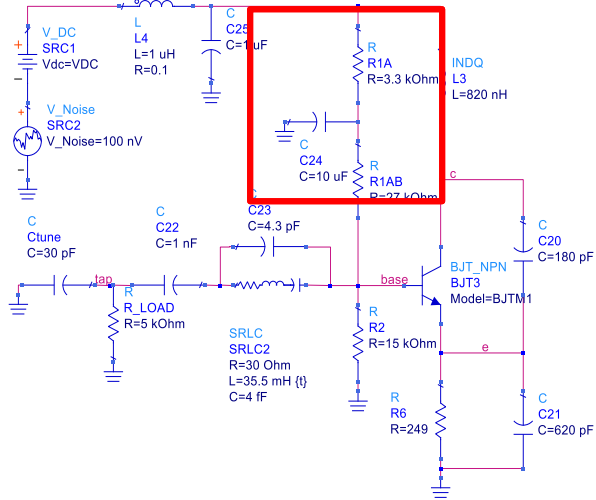 V_DC
SRC1
Vdc=VDC
V_Noise
SRC2
V_Noise=100 nV
L
L4
L=1 uH
R=0.1
C
C25
C=1 uF
R
R1A
R=3.3 kOhm
INDQ
L3
L=820 nH
C
C24
C=10 uF
R
R1AB
R=27 kOhm
C
Ctune
C=30 pF
C
C22
C=1 nF
C
C23
C=4.3 pF
c
C
C20
C=180 pF
tap
R
R_LOAD
R=5 kOhm
base
BJT_NPN
BJT3
Model=BJTM1
SRLC
SRLC2
R=30 Ohm
L=35.5 mH {t}
C=4 fF
R
R2
R=15 kOhm
e
R
R6
R=249
C
C21
C=620 pF